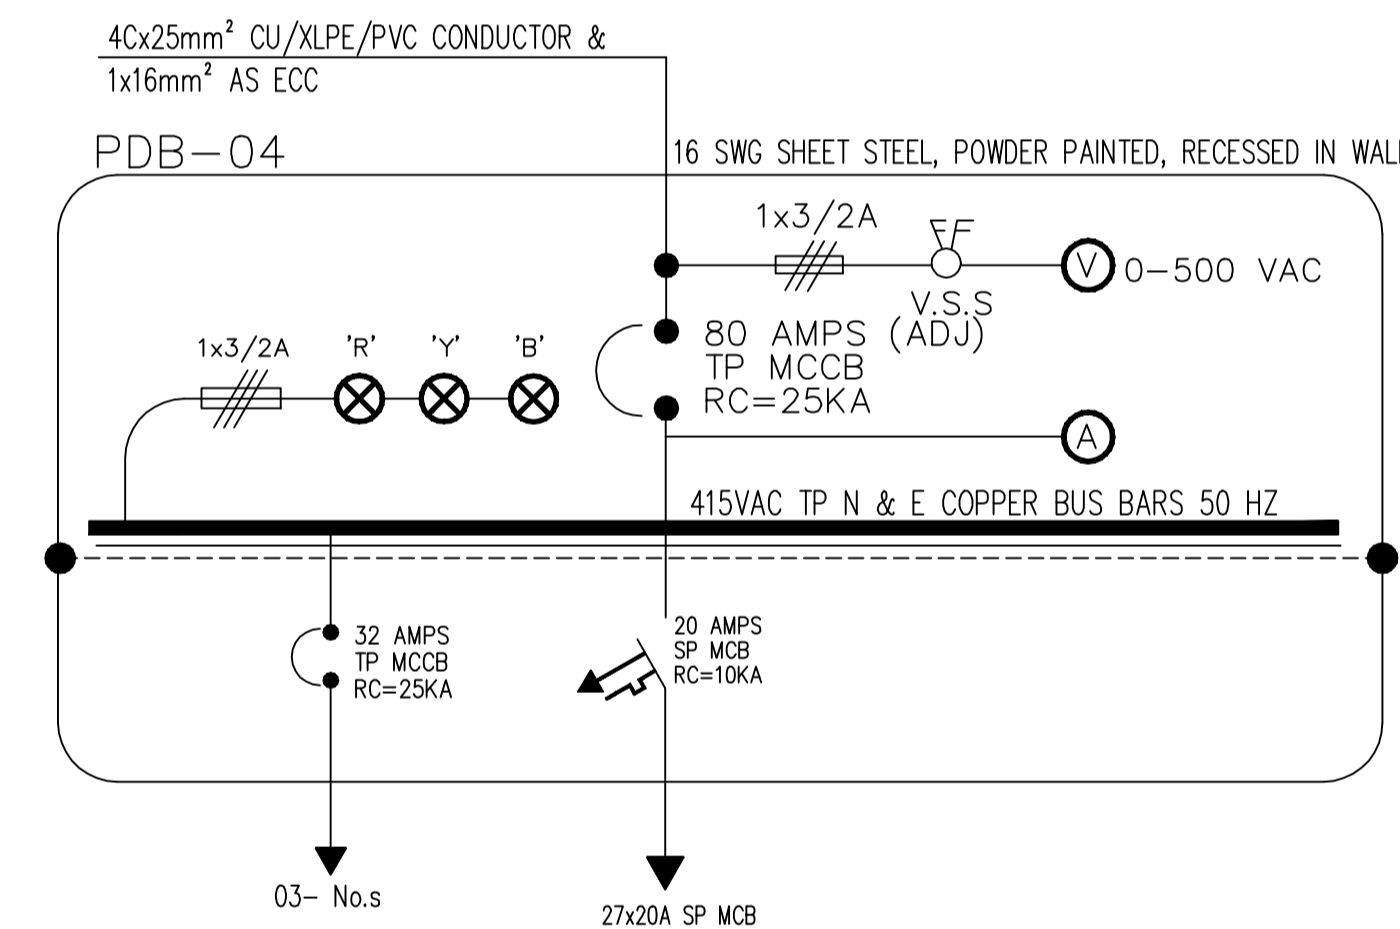 4Cx25mm² CU/XLPE/PVC CONDUCTOR &
1x16mm² AS ECC
PDB-04
16 SWG SHEET STEEL, POWDER PAINTED, RECESSED IN WAL
1x3/2A
V
0-500 VAC
V.S.S
80 AMPS (ADJ)
TP MCCB
RC=25KA
1x3/2A
'R'
'Y'
'B'
A
415VAC TP N & E COPPER BUS BARS 50 HZ
32 AMPS
TP MCCB
RC=25KA
20 AMPS
SP MCB
RC=10KA
03- No.s
27x20A SP MCB